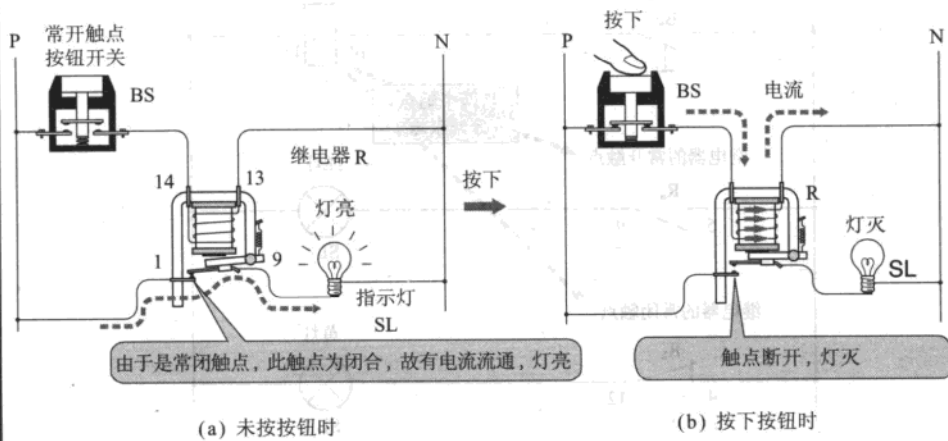 P
常开触点
按钮开关
BS
N
继电器 R
14
13
灯亮
1
9
指示灯
SL
由于是常闭触点，此触点为闭合，故有电流流通，灯亮
(a) 未按按钮时
按下
按下
P
BS
电流
N
R
灯灭
SL
触点断开，灯灭
(b) 按下按钮时